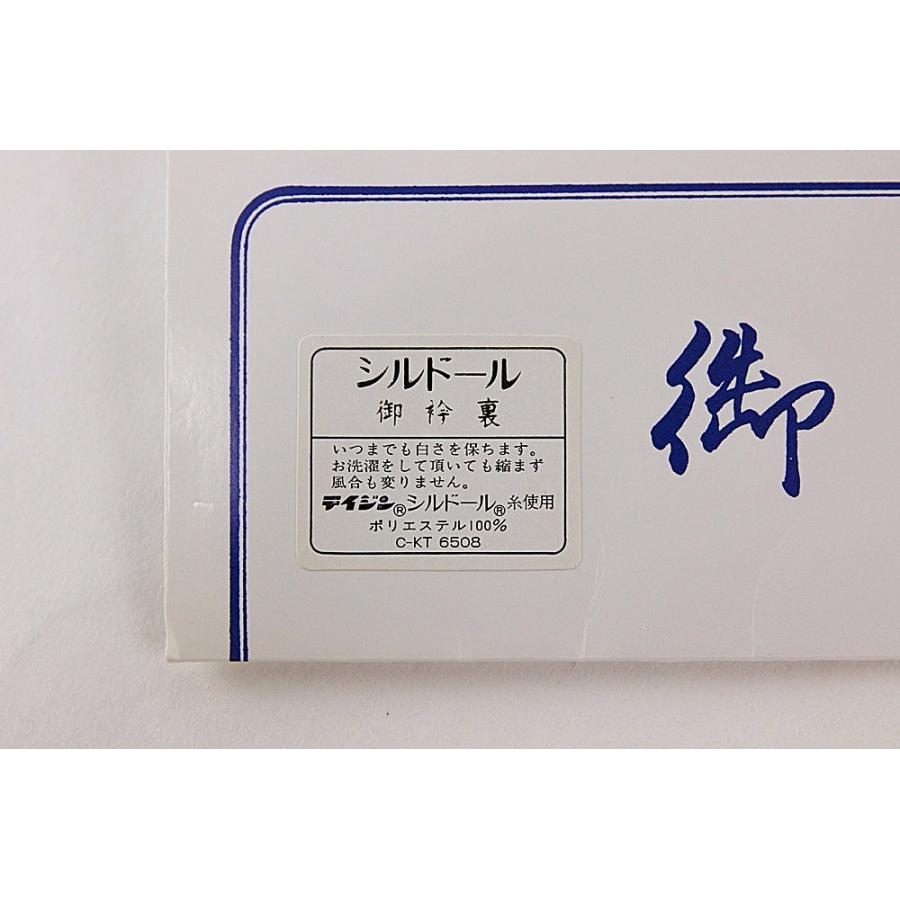 シルドール
御衿裏
いつまでも白さを保ちます。
お洗濯をして頂いても縮まず
風合も変りません。
テイジン®シルドール®糸使用
ポリエステル100%
C-KT 6508
御